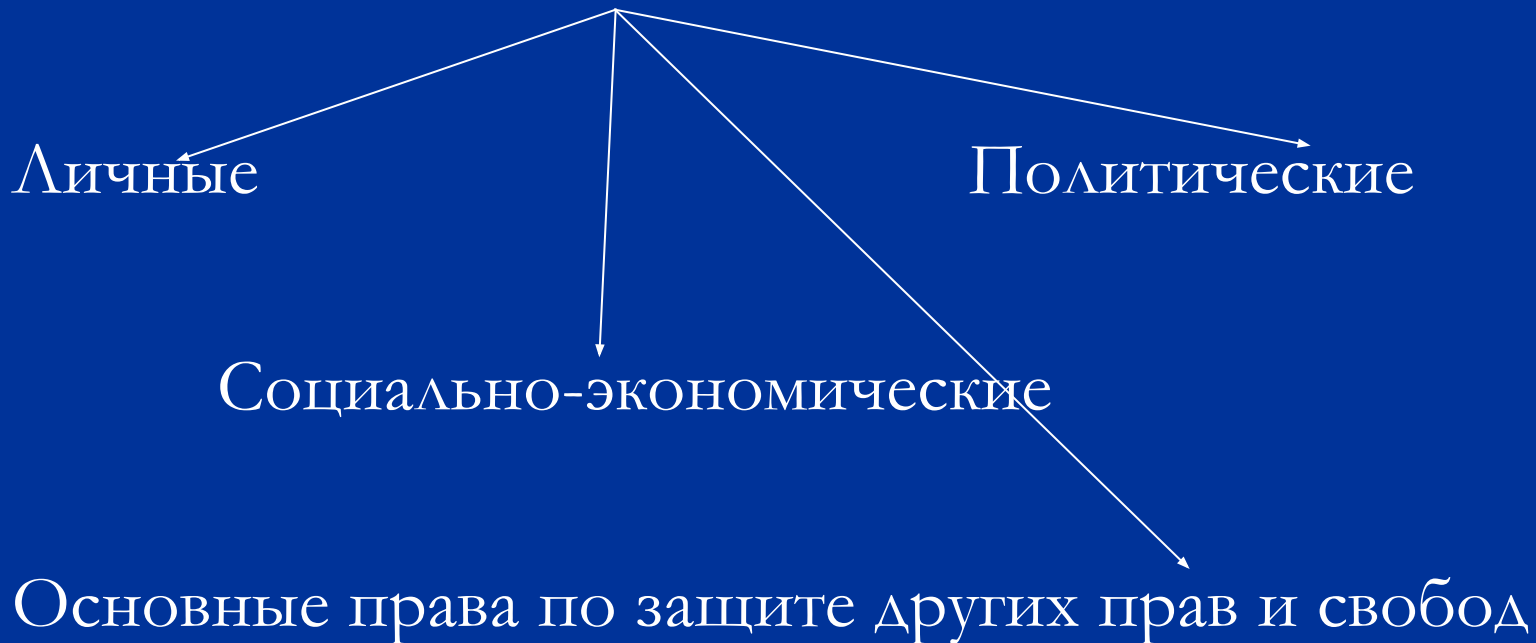 Личные
Политические
Социально-экономические
Основные права по защите других прав и свобод